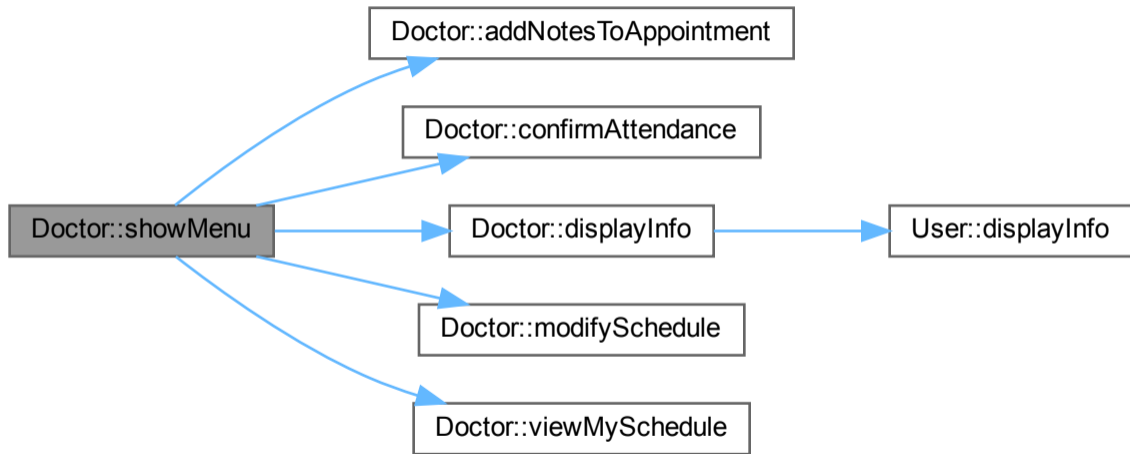 Doctor::addNotesToAppointment
Doctor::confirmAttendance
Doctor::showMenu
Doctor::displayInfo
User::displayInfo
Doctor::modifySchedule
Doctor::viewMySchedule